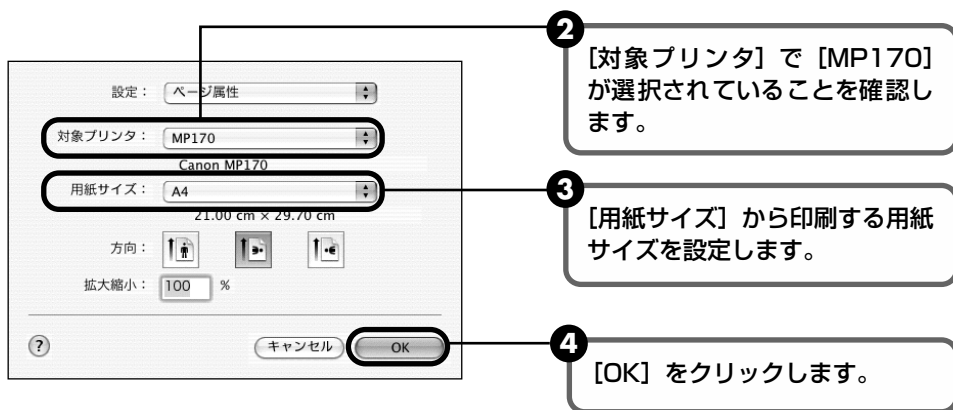 設定： ページ属性
対象プリンタ： MP170
Canon MP170
用紙サイズ： A4
21.00 cm × 29.70 cm
方向：
拡大縮小： 100 %
? キャンセル OK
2
［対象プリンタ］で［MP170］
が選択されていることを確認し
ます。
3
［用紙サイズ］から印刷する用紙
サイズを設定します。
4
［OK］をクリックします。